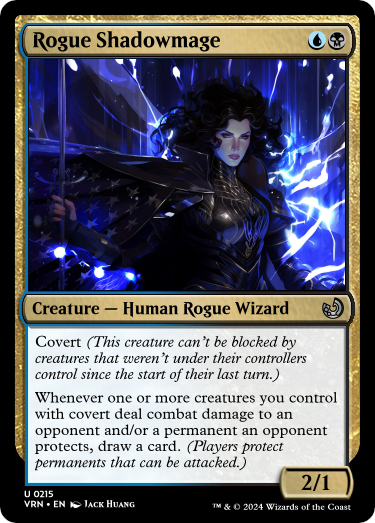 Rogue Shadowmage
Creature — Human Rogue Wizard
Covert (This creature can't be blocked by
creatures that weren't under their controllers
control since the start of their last turn.)
Whenever one or more creatures you control
with covert deal combat damage to an
opponent and/or a permanent an opponent
protects, draw a card. (Players protect
permanents that can be attacked.)
2/1
U 0215
VRN • EN Jack Huang
™ & © 2024 Wizards of the Coast